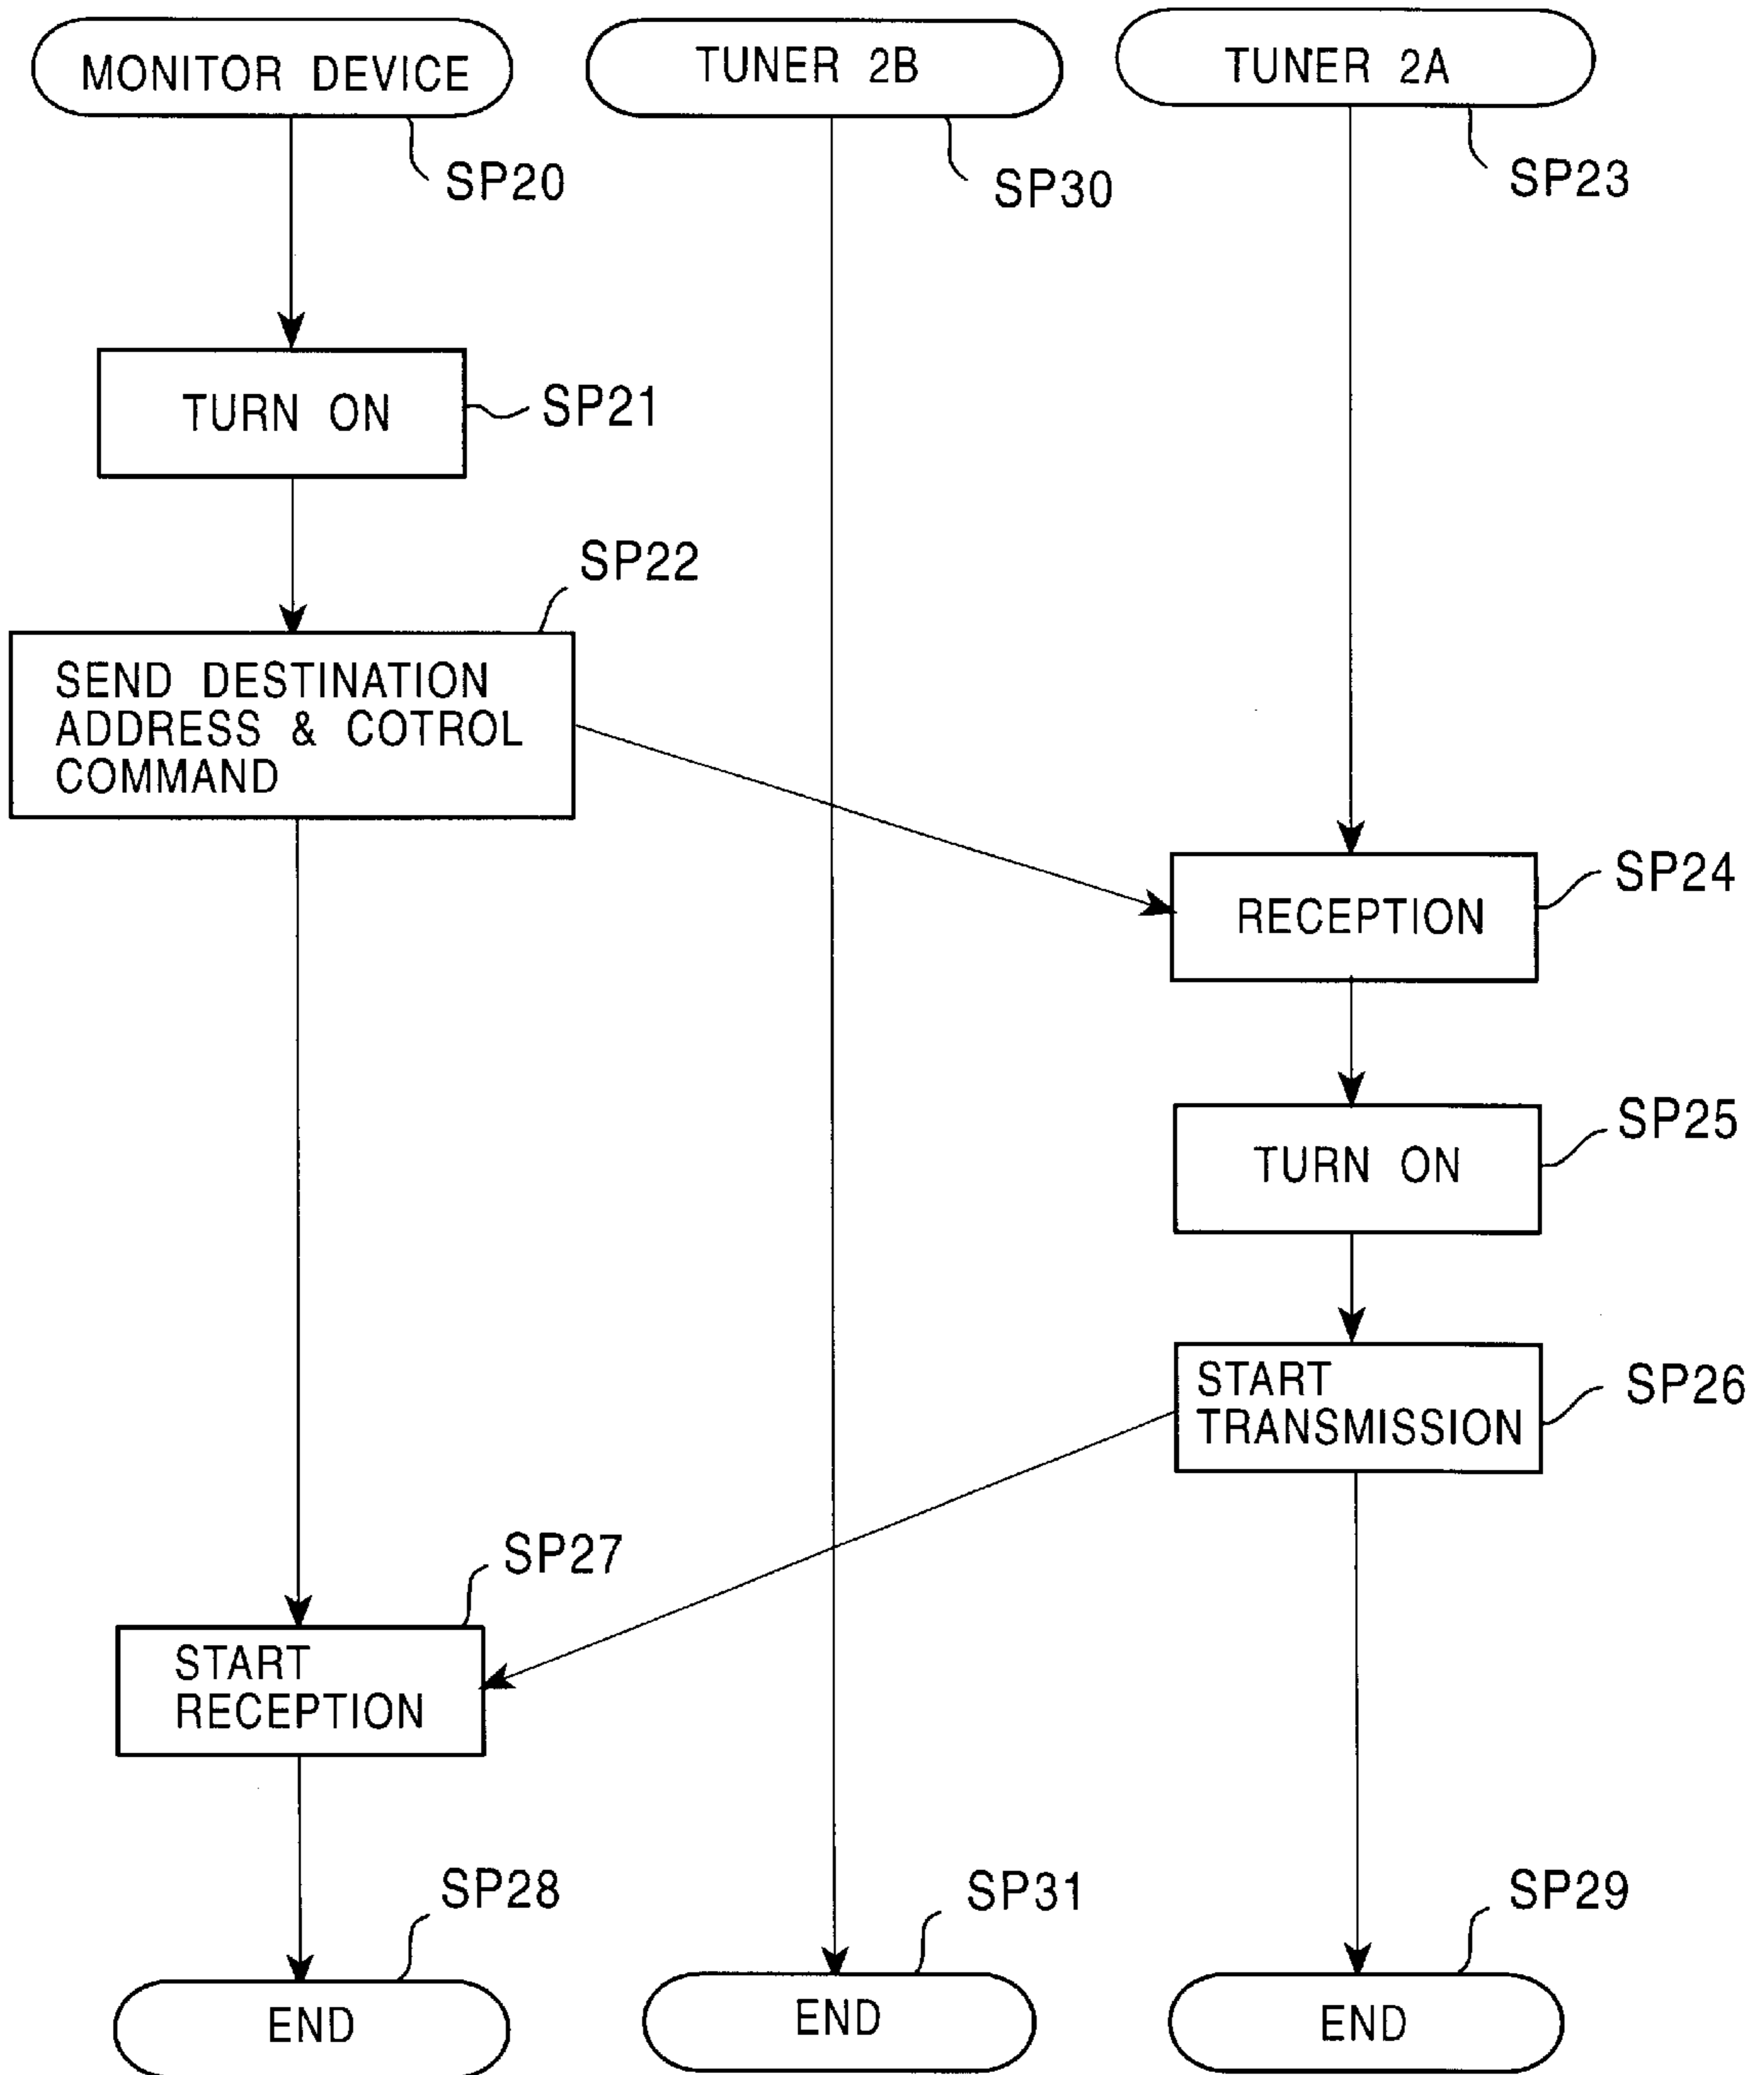 MONITOR DEVICE
TUNER 2B
TUNER 2A
SP20
SP30
SP23
TURN ON
SP21
SP22
SEND DESTINATION
ADDRESS & COTROL
COMMAND
SP24
RECEPTION
SP25
TURN ON
START
TRANSMISSION
SP26
SP27
START
RECEPTION
SP28
SP31
SP29
END
END
END